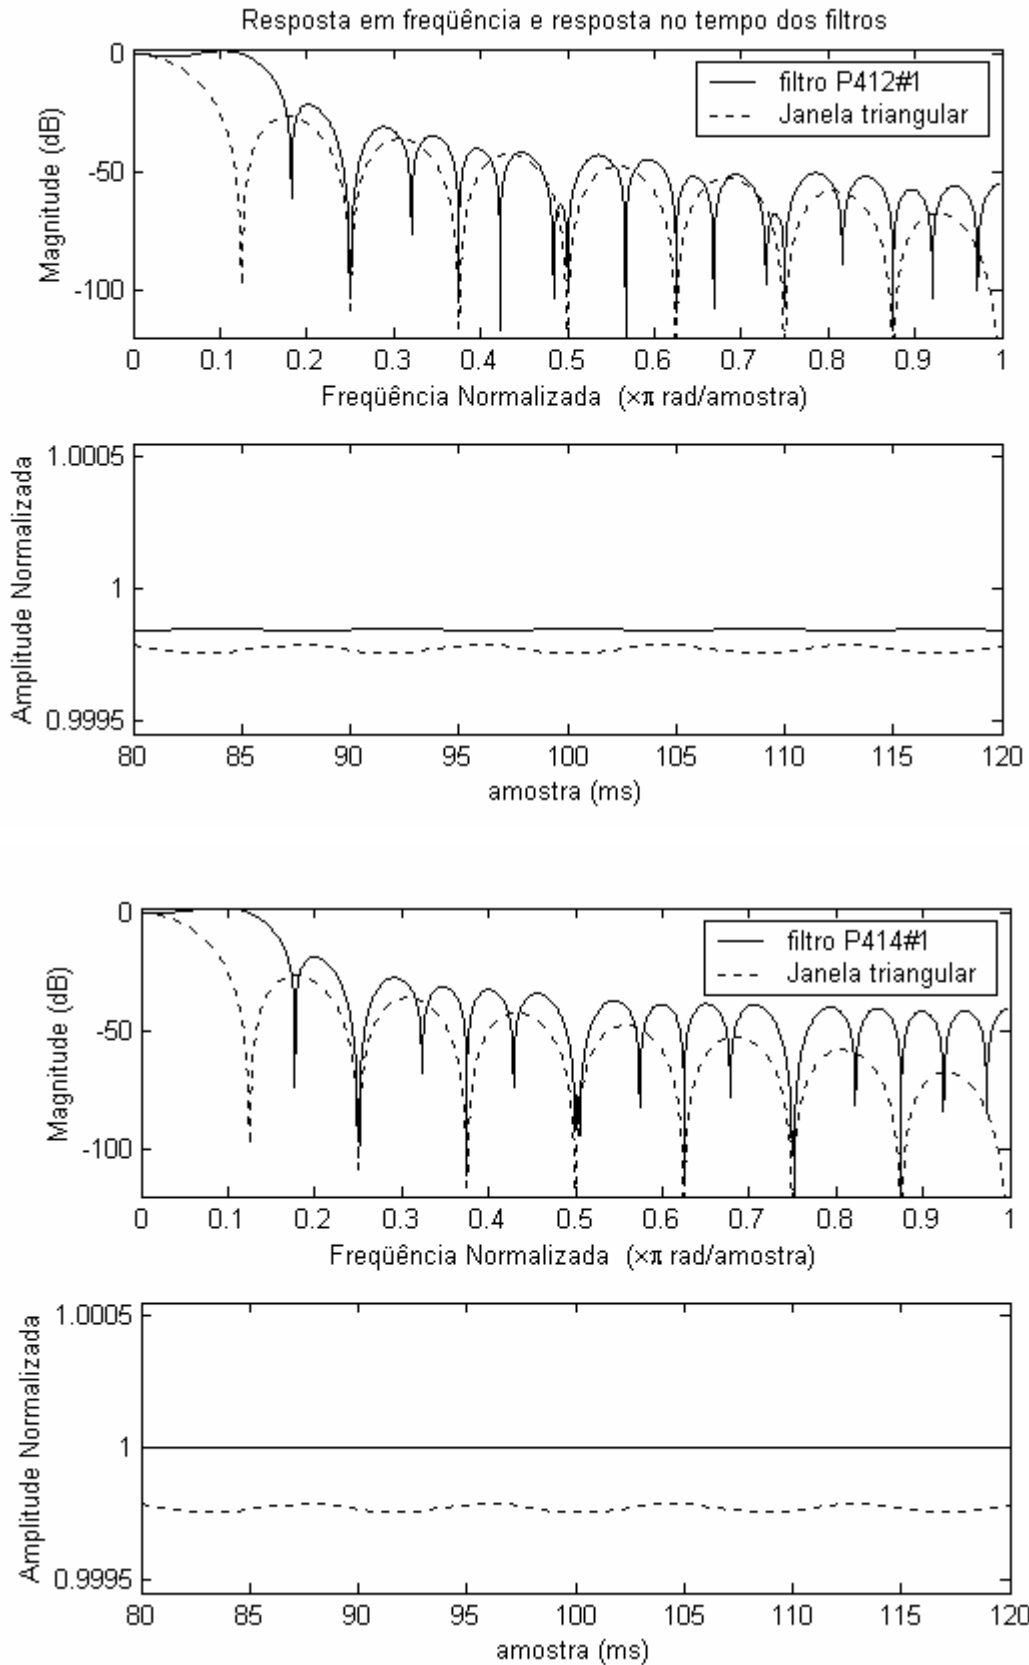 Resposta em freqüência e resposta no tempo dos filtros
0
-50
-100
Magnitude (dB)
filtro P412#1
Janela triangular
0 0.1 0.2 0.3 0.4 0.5 0.6 0.7 0.8 0.9 1
Freqüência Normalizada (×π rad/amostra)
1.0005
1
0.9995
Amplitude Normalizada
80 85 90 95 100 105 110 115 120
amostra (ms)
0
-50
-100
Magnitude (dB)
filtro P414#1
Janela triangular
0 0.1 0.2 0.3 0.4 0.5 0.6 0.7 0.8 0.9 1
Freqüência Normalizada (×π rad/amostra)
1.0005
1
0.9995
Amplitude Normalizada
80 85 90 95 100 105 110 115 120
amostra (ms)